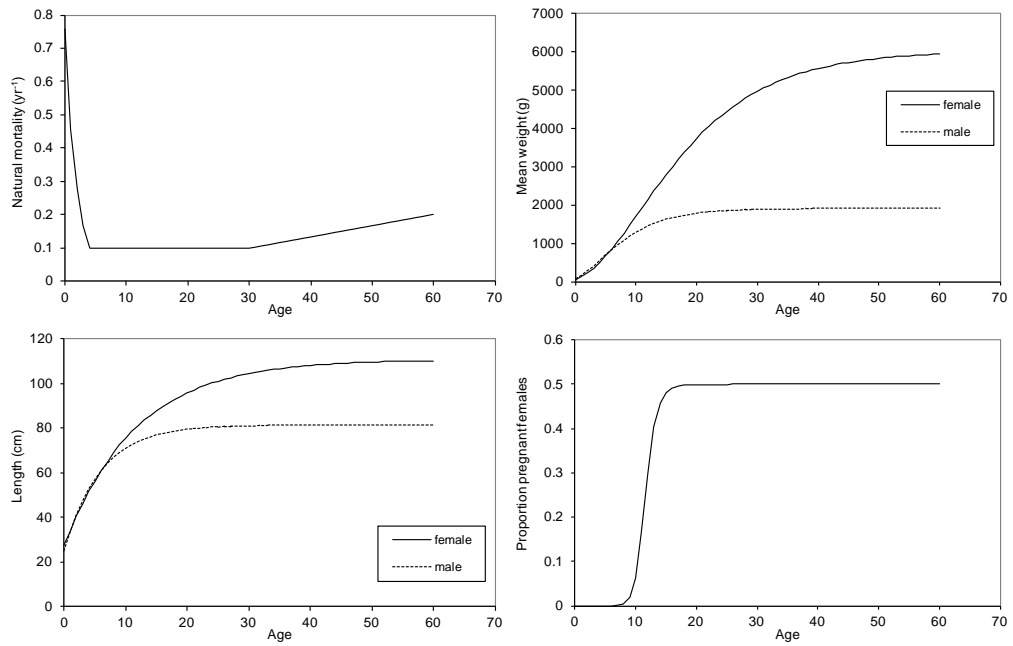 Natural mortality (yr⁻¹)
0.8
0.7
0.6
0.5
0.4
0.3
0.2
0.1
0
0 10 20 30 40 50 60 70
Age
Mean weight (g)
7000
6000
5000
4000
3000
2000
1000
0
female
male
0 10 20 30 40 50 60 70
Age
Length (cm)
120
100
80
60
40
20
0
female
male
0 10 20 30 40 50 60 70
Age
Proportion pregnant females
0.6
0.5
0.4
0.3
0.2
0.1
0
0 10 20 30 40 50 60 70
Age